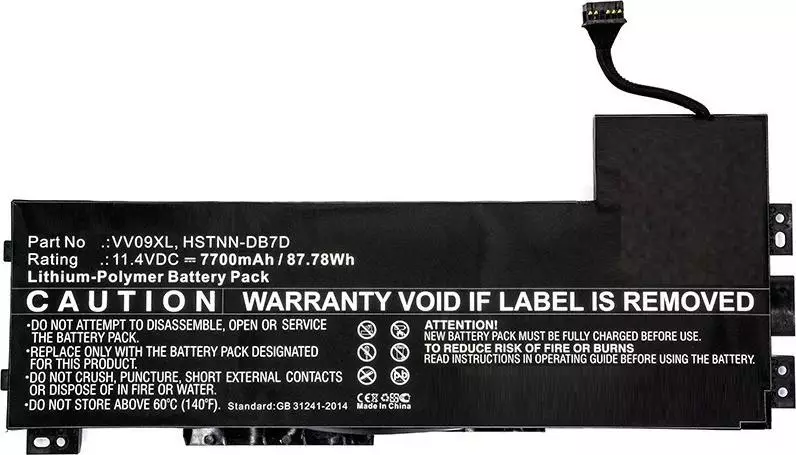 Part No .:VV09XL, HSTNN-DB7D
Rating .: 11.4VDC ⎓ 7700mAh / 87.78Wh
Lithium-Polymer Battery Pack
CAUTION WARRANTY VOID IF LABEL IS REMOVED
•DO NOT ATTEMPT TO DISASSEMBLE, OPEN OR SERVICE
THE BATTERY PACK.
•REPLACE ONLY WITH THE BATTERY PACK DESIGNATED
FOR THIS PRODUCT.
•DO NOT CRUSH, PUNCTURE, SHORT EXTERNAL CONTACTS
OR DISPOSE OF IN FIRE OR WATER.
•DO NOT STORE ABOVE 60°C (140°F). Standard:GB 31241-2014
CE
Made In China
ATTENTION:
NEW BATTERY PACK MUST BE FULLY CHARGED BEFORE USE.
TO REDUCE RISK OF FIRE OR BURNS
READ INSTRUCTIONS IN OPERATING GUIDE BEFORE USING THE BATTERY.